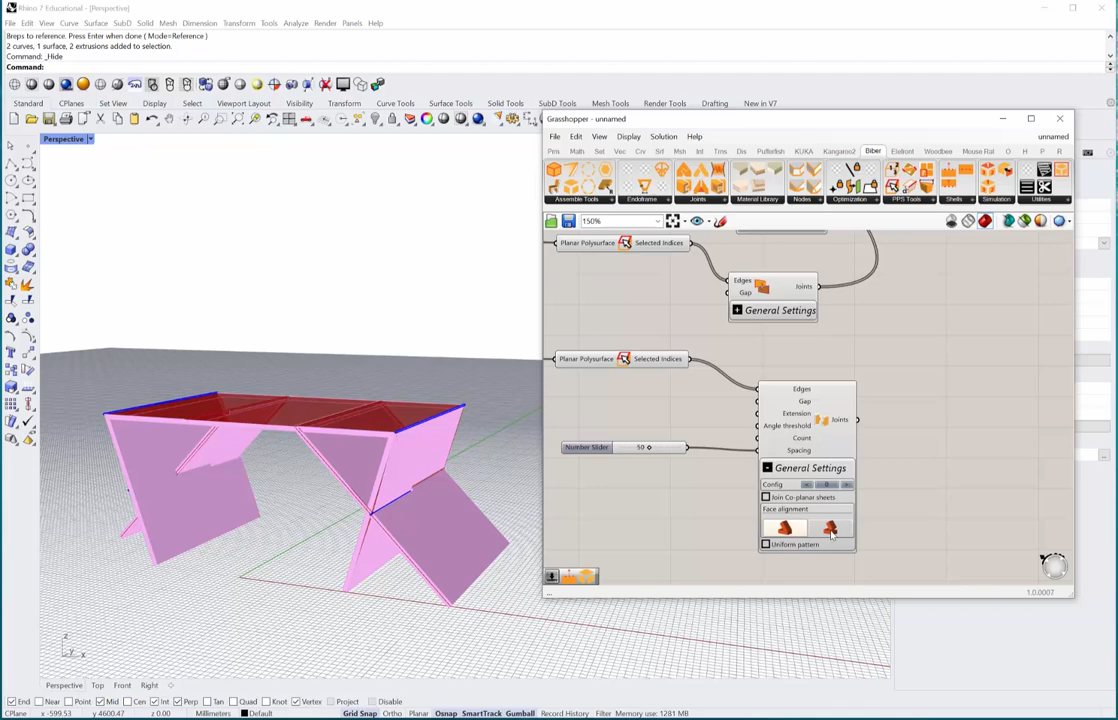 Rhino 7 Educational - [Perspective]
File Edit View Curve Surface SubD Solid Mesh Dimension Transform Tools Analyze Render Panels Help
Breps to reference. Press Enter when done ( Mode=Reference )
2 curves, 1 surface, 2 extrusions added to selection.
Command: _Hide
Command:
Standard CPlanes Set View Display Select Viewport Layout Visibility Transform Curve Tools Surface Tools Solid Tools SubD Tools Mesh Tools Render Tools Drafting New in V7
Perspective
Grasshopper - unnamed
File Edit View Display Solution Help unnamed
Prm Math Set Vec Crv Srf Msh Int Trns Dis Pufferfish KUKA Kangaroo2 Biber Elefront Woodbee Mouse Ral O H P R
Assemble Tools Endoframe Joints Material Library Nodes Optimization PPS Tools Shells Simulation Utilities
150%
Planar Polysurface Selected Indices
Edges
Gap
Joints
+ General Settings
Planar Polysurface Selected Indices
Edges
Gap
Extension
Angle threshold
Count
Spacing
Joints
Number Slider 50
- General Settings
Config 0
Join Co-planar sheets
Face alignment
Uniform pattern
...
1.0.0007
z
y
x
Perspective Top Front Right
End Near Point Mid Cen Int Perp Tan Quad Knot Vertex Project Disable
CPlane x -599.53 y 4600.47 z 0.00 Millimeters Default Grid Snap Ortho Planar Osnap SmartTrack Gumball Record History Filter Memory use: 1281 MB